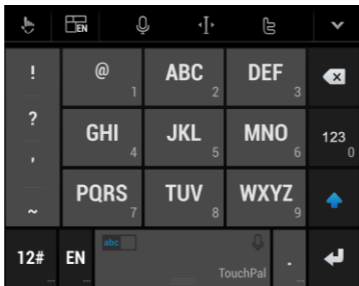 EN
! @ 1 ABC 2 DEF 3
? GHI 4 JKL 5 MNO 6 123 0
,
~ PQRS 7 TUV 8 WXYZ 9
12# EN abc TouchPal .